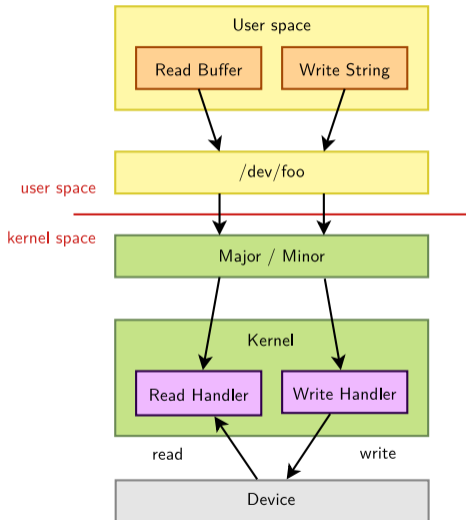 User space
Read Buffer
Write String
/dev/foo
user space
kernel space
Major / Minor
Kernel
Read Handler
Write Handler
read
write
Device